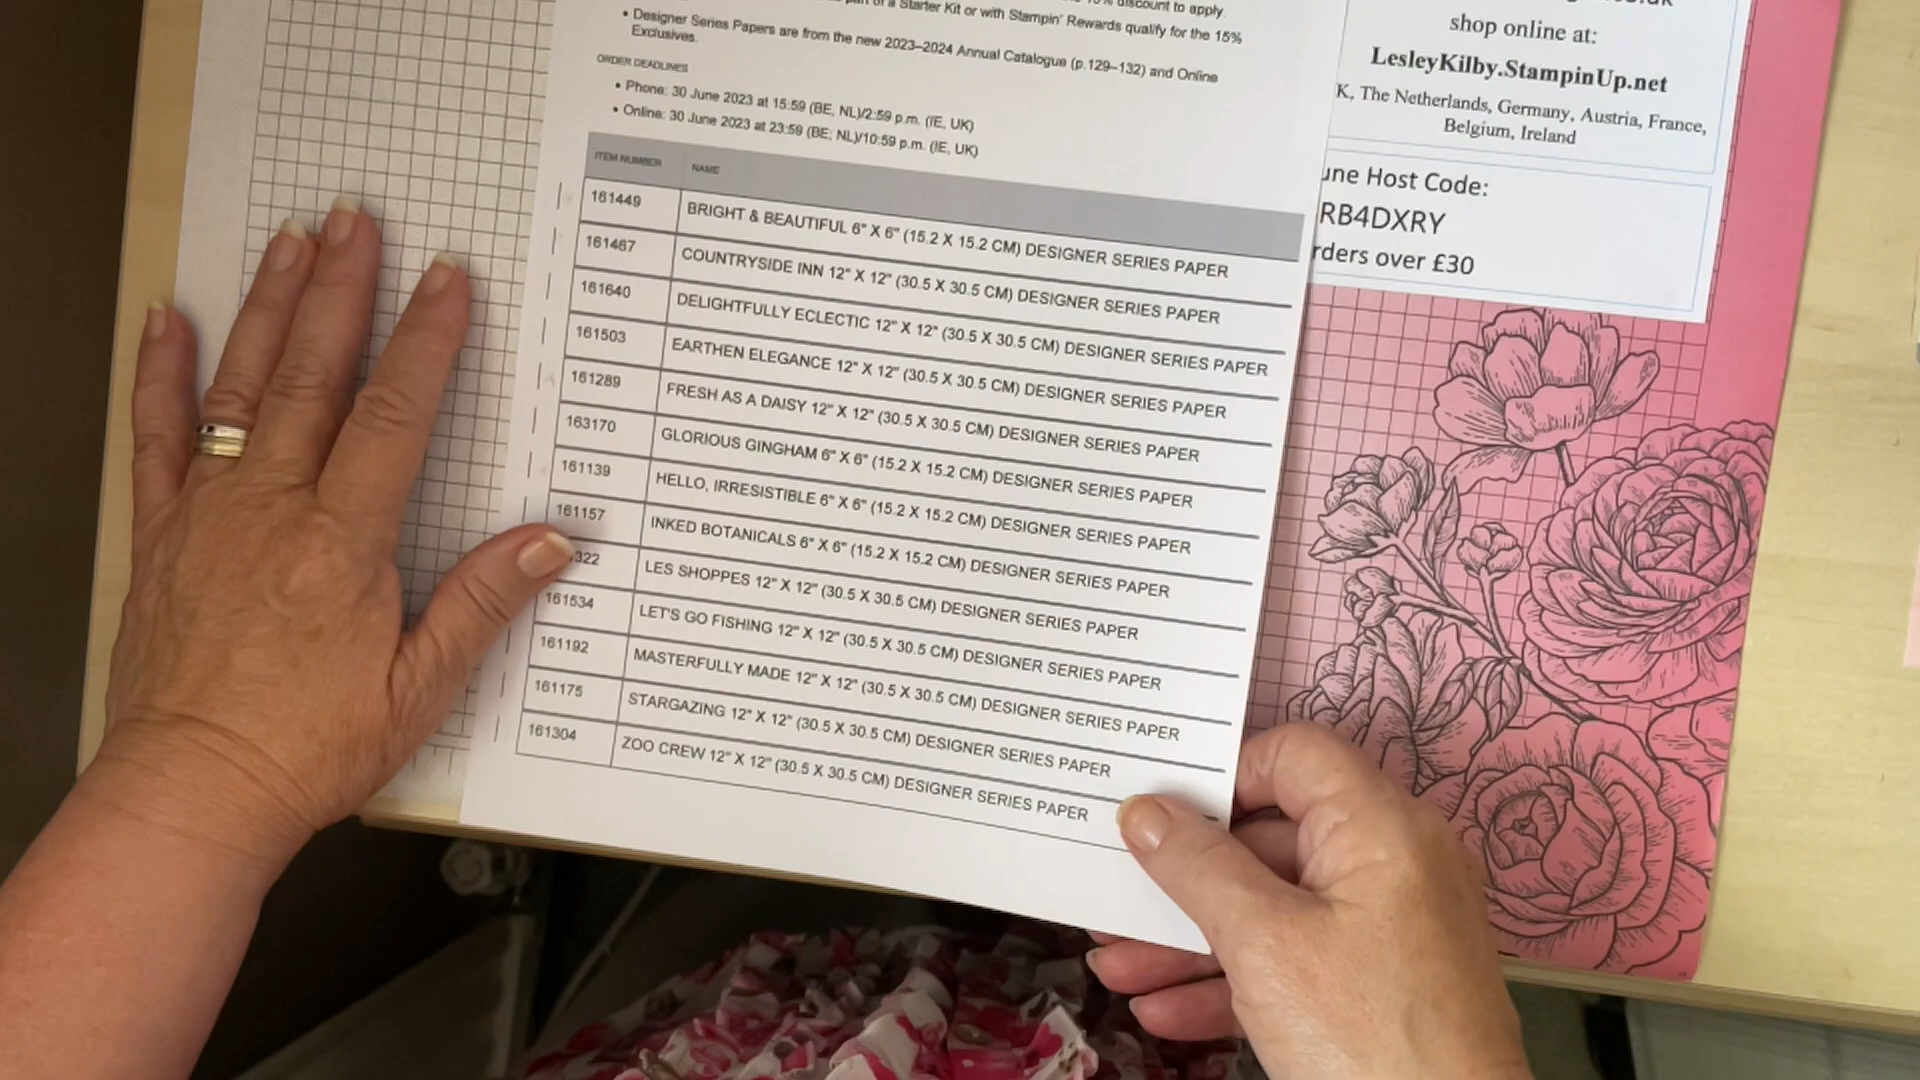 discount to apply.
of a Starter Kit or with Stampin' Rewards qualify for the 15%
• Designer Series Papers are from the new 2023–2024 Annual Catalogue (p.129–132) and Online
Exclusives.
ORDER DEADLINES
• Phone: 30 June 2023 at 15:59 (BE, NL)/2:59 p.m. (IE, UK)
• Online: 30 June 2023 at 23:59 (BE, NL)/10:59 p.m. (IE, UK)
ITEM NUMBER NAME
161449 BRIGHT & BEAUTIFUL 6" X 6" (15.2 X 15.2 CM) DESIGNER SERIES PAPER
161467 COUNTRYSIDE INN 12" X 12" (30.5 X 30.5 CM) DESIGNER SERIES PAPER
161640 DELIGHTFULLY ECLECTIC 12" X 12" (30.5 X 30.5 CM) DESIGNER SERIES PAPER
161503 EARTHEN ELEGANCE 12" X 12" (30.5 X 30.5 CM) DESIGNER SERIES PAPER
161289 FRESH AS A DAISY 12" X 12" (30.5 X 30.5 CM) DESIGNER SERIES PAPER
163170 GLORIOUS GINGHAM 6" X 6" (15.2 X 15.2 CM) DESIGNER SERIES PAPER
161139 HELLO, IRRESISTIBLE 6" X 6" (15.2 X 15.2 CM) DESIGNER SERIES PAPER
161157 INKED BOTANICALS 6" X 6" (15.2 X 15.2 CM) DESIGNER SERIES PAPER
322 LES SHOPPES 12" X 12" (30.5 X 30.5 CM) DESIGNER SERIES PAPER
161534 LET'S GO FISHING 12" X 12" (30.5 X 30.5 CM) DESIGNER SERIES PAPER
161192 MASTERFULLY MADE 12" X 12" (30.5 X 30.5 CM) DESIGNER SERIES PAPER
161175 STARGAZING 12" X 12" (30.5 X 30.5 CM) DESIGNER SERIES PAPER
161304 ZOO CREW 12" X 12" (30.5 X 30.5 CM) DESIGNER SERIES PAPER
shop online at:
LesleyKilby.StampinUp.net
K, The Netherlands, Germany, Austria, France,
Belgium, Ireland
une Host Code:
RB4DXRY
rders over £30